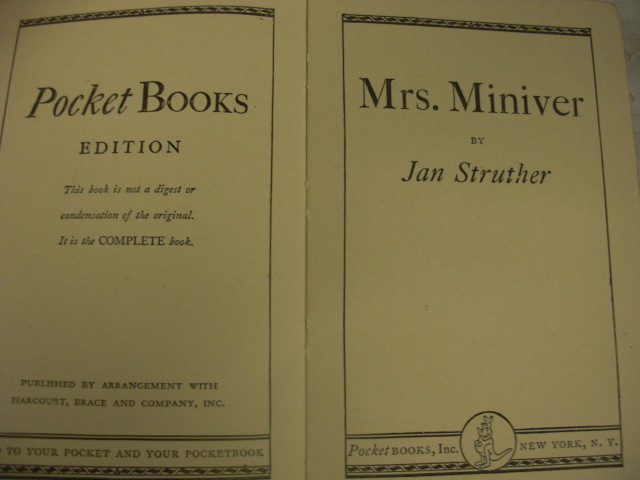 Pocket BOOKS
EDITION
This book is not a digest or
condensation of the original.
It is the COMPLETE book.
PUBLISHED BY ARRANGEMENT WITH
HARCOURT, BRACE AND COMPANY, INC.
TO YOUR POCKET AND YOUR POCKETBOOK
Mrs. Miniver
BY
Jan Struther
Pocket BOOKS, Inc.
NEW YORK, N. Y.